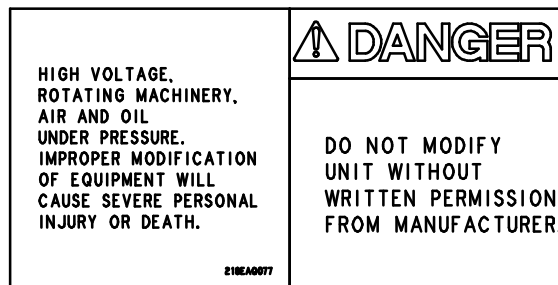 HIGH VOLTAGE,
ROTATING MACHINERY,
AIR AND OIL
UNDER PRESSURE.
IMPROPER MODIFICATION
OF EQUIPMENT WILL
CAUSE SEVERE PERSONAL
INJURY OR DEATH.
218EAQ077
DANGER
DO NOT MODIFY
UNIT WITHOUT
WRITTEN PERMISSION
FROM MANUFACTURER.